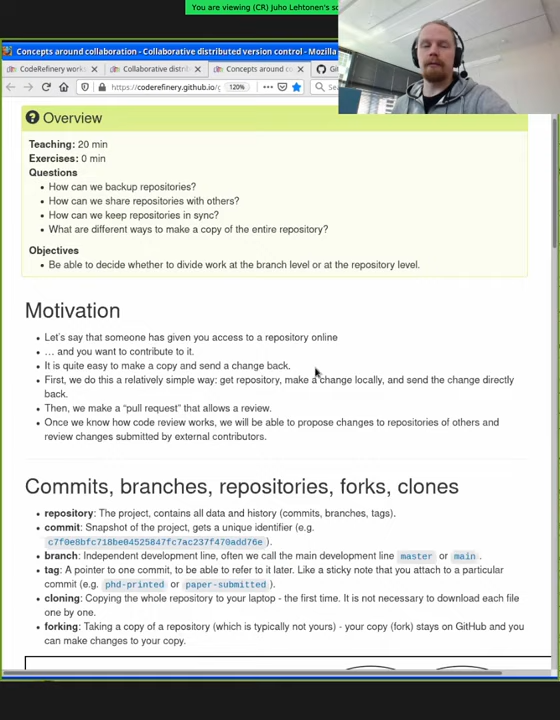 You are viewing (CR) Juho Lehtonen's sc
Concepts around collaboration - Collaborative distributed version control - Mozilla
CodeRefinery work
Collaborative distri
Concepts around co
Git
https://coderefinery.github.io/g
120%
Overview
Teaching: 20 min
Exercises: 0 min
Questions
How can we backup repositories?
How can we share repositories with others?
How can we keep repositories in sync?
What are different ways to make a copy of the entire repository?
Objectives
Be able to decide whether to divide work at the branch level or at the repository level.
Motivation
Let's say that someone has given you access to a repository online
… and you want to contribute to it.
It is quite easy to make a copy and send a change back.
First, we do this a relatively simple way: get repository, make a change locally, and send the change directly
back.
Then, we make a "pull request" that allows a review.
Once we know how code review works, we will be able to propose changes to repositories of others and
review changes submitted by external contributors.
Commits, branches, repositories, forks, clones
repository: The project, contains all data and history (commits, branches, tags).
commit: Snapshot of the project, gets a unique identifier (e.g.
c7f0e8bfc718be04525847fc7ac237f470add76e ).
branch: Independent development line, often we call the main development line master or main .
tag: A pointer to one commit, to be able to refer to it later. Like a sticky note that you attach to a particular
commit (e.g. phd-printed or paper-submitted ).
cloning: Copying the whole repository to your laptop - the first time. It is not necessary to download each file
one by one.
forking: Taking a copy of a repository (which is typically not yours) - your copy (fork) stays on GitHub and you
can make changes to your copy.